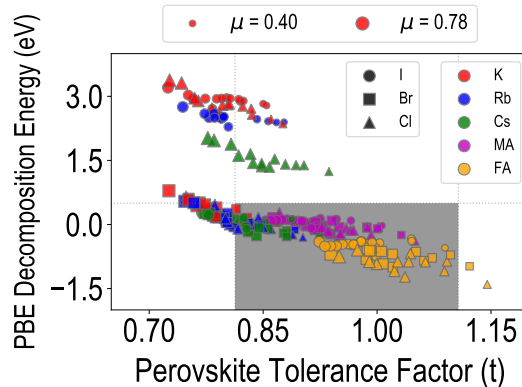 μ = 0.40 μ = 0.78
PBE Decomposition Energy (eV)
3.0
1.5
0.0
−1.5
I
Br
Cl
K
Rb
Cs
MA
FA
0.70 0.85 1.00 1.15
Perovskite Tolerance Factor (t)